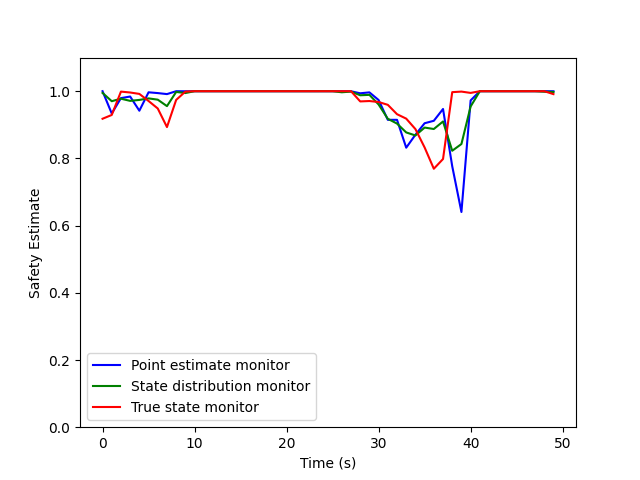 1.0
0.8
0.6
0.4
0.2
0.0
Safety Estimate
Point estimate monitor
State distribution monitor
True state monitor
0 10 20 30 40 50
Time (s)